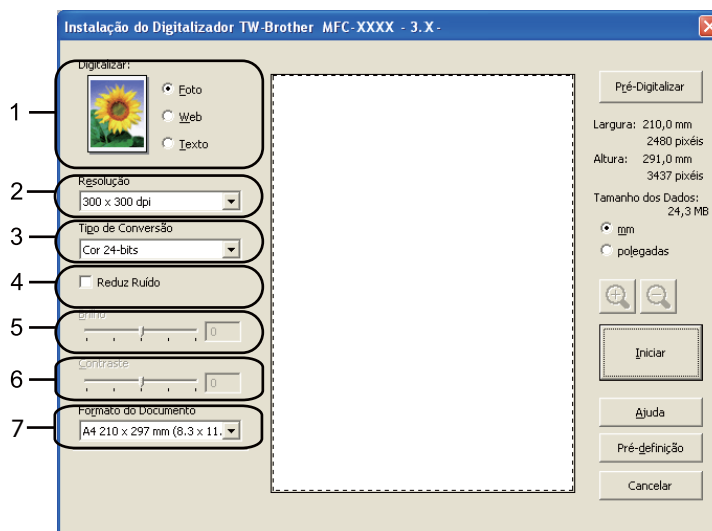 Instalação do Digitalizador TW-Brother MFC-XXXX - 3.X-
Digitalizar:
Foto
Web
Texto
1
Resolução
300 x 300 dpi
2
Tipo de Conversão
Cor 24-bits
3
Reduz Ruído
4
Brilho
0
5
Contraste
0
6
Formato do Documento
A4 210 x 297 mm (8.3 x 11.
7
Pré-Digitalizar
Largura: 210,0 mm
2480 pixéis
Altura: 291,0 mm
3437 pixéis
Tamanho dos Dados:
24,3 MB
mm
polegadas
Iniciar
Ajuda
Pré-definição
Cancelar